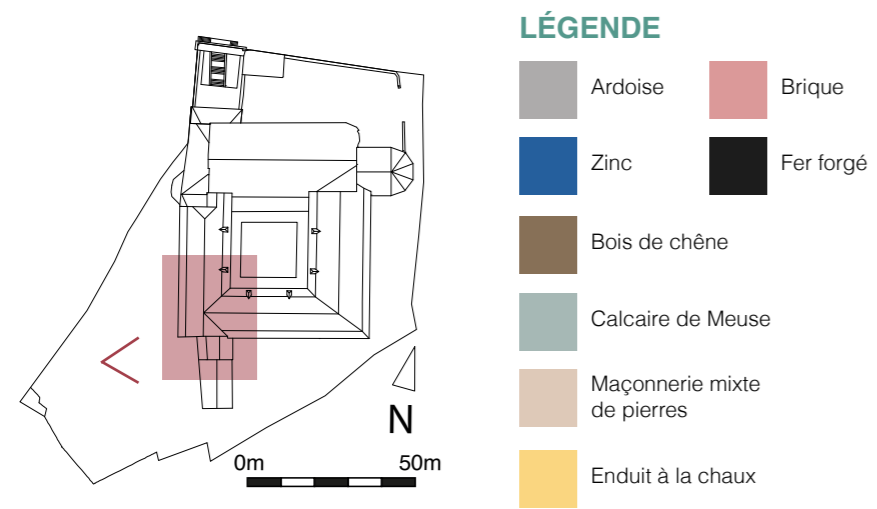 LÉGENDE
Ardoise
Brique
Zinc
Fer forgé
Bois de chêne
Calcaire de Meuse
Maçonnerie mixte
de pierres
Enduit à la chaux
N
0m
50m